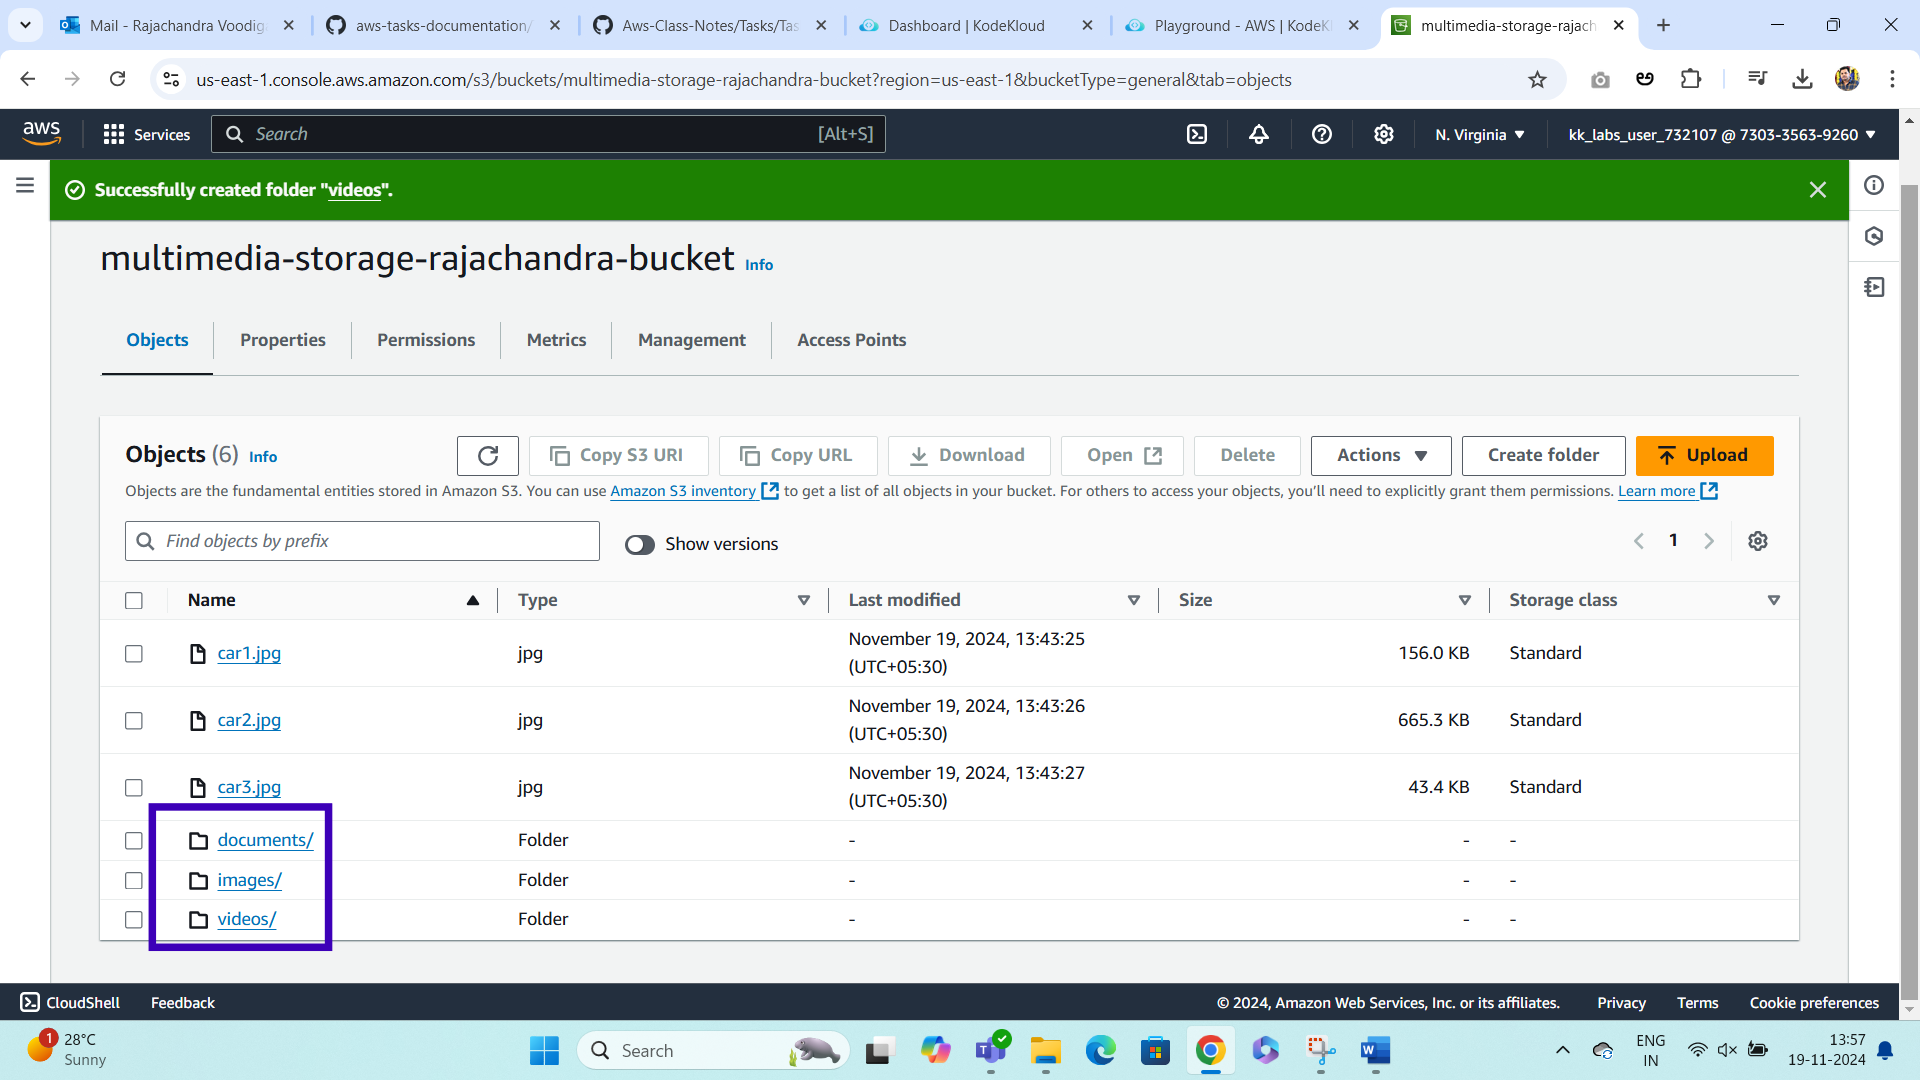 Mail - Rajachandra Voodiga
aws-tasks-documentation/
Aws-Class-Notes/Tasks/Tas
Dashboard | KodeKloud
Playground - AWS | KodeKl
multimedia-storage-rajach
us-east-1.console.aws.amazon.com/s3/buckets/multimedia-storage-rajachandra-bucket?region=us-east-1&bucketType=general&tab=objects
aws
Services
Search
[Alt+S]
N. Virginia
kk_labs_user_732107 @ 7303-3563-9260
Successfully created folder "videos".
multimedia-storage-rajachandra-bucket Info
Objects
Properties
Permissions
Metrics
Management
Access Points
Objects (6) Info
Copy S3 URI
Copy URL
Download
Open
Delete
Actions
Create folder
Upload
Objects are the fundamental entities stored in Amazon S3. You can use Amazon S3 inventory to get a list of all objects in your bucket. For others to access your objects, you'll need to explicitly grant them permissions. Learn more
Find objects by prefix
Show versions
1
Name
Type
Last modified
Size
Storage class
car1.jpg
jpg
November 19, 2024, 13:43:25
(UTC+05:30)
156.0 KB
Standard
car2.jpg
jpg
November 19, 2024, 13:43:26
(UTC+05:30)
665.3 KB
Standard
car3.jpg
jpg
November 19, 2024, 13:43:27
(UTC+05:30)
43.4 KB
Standard
documents/
Folder
-
-
-
images/
Folder
-
-
-
videos/
Folder
-
-
-
CloudShell
Feedback
© 2024, Amazon Web Services, Inc. or its affiliates.
Privacy
Terms
Cookie preferences
1
28°C
Sunny
Search
ENG
IN
13:57
19-11-2024